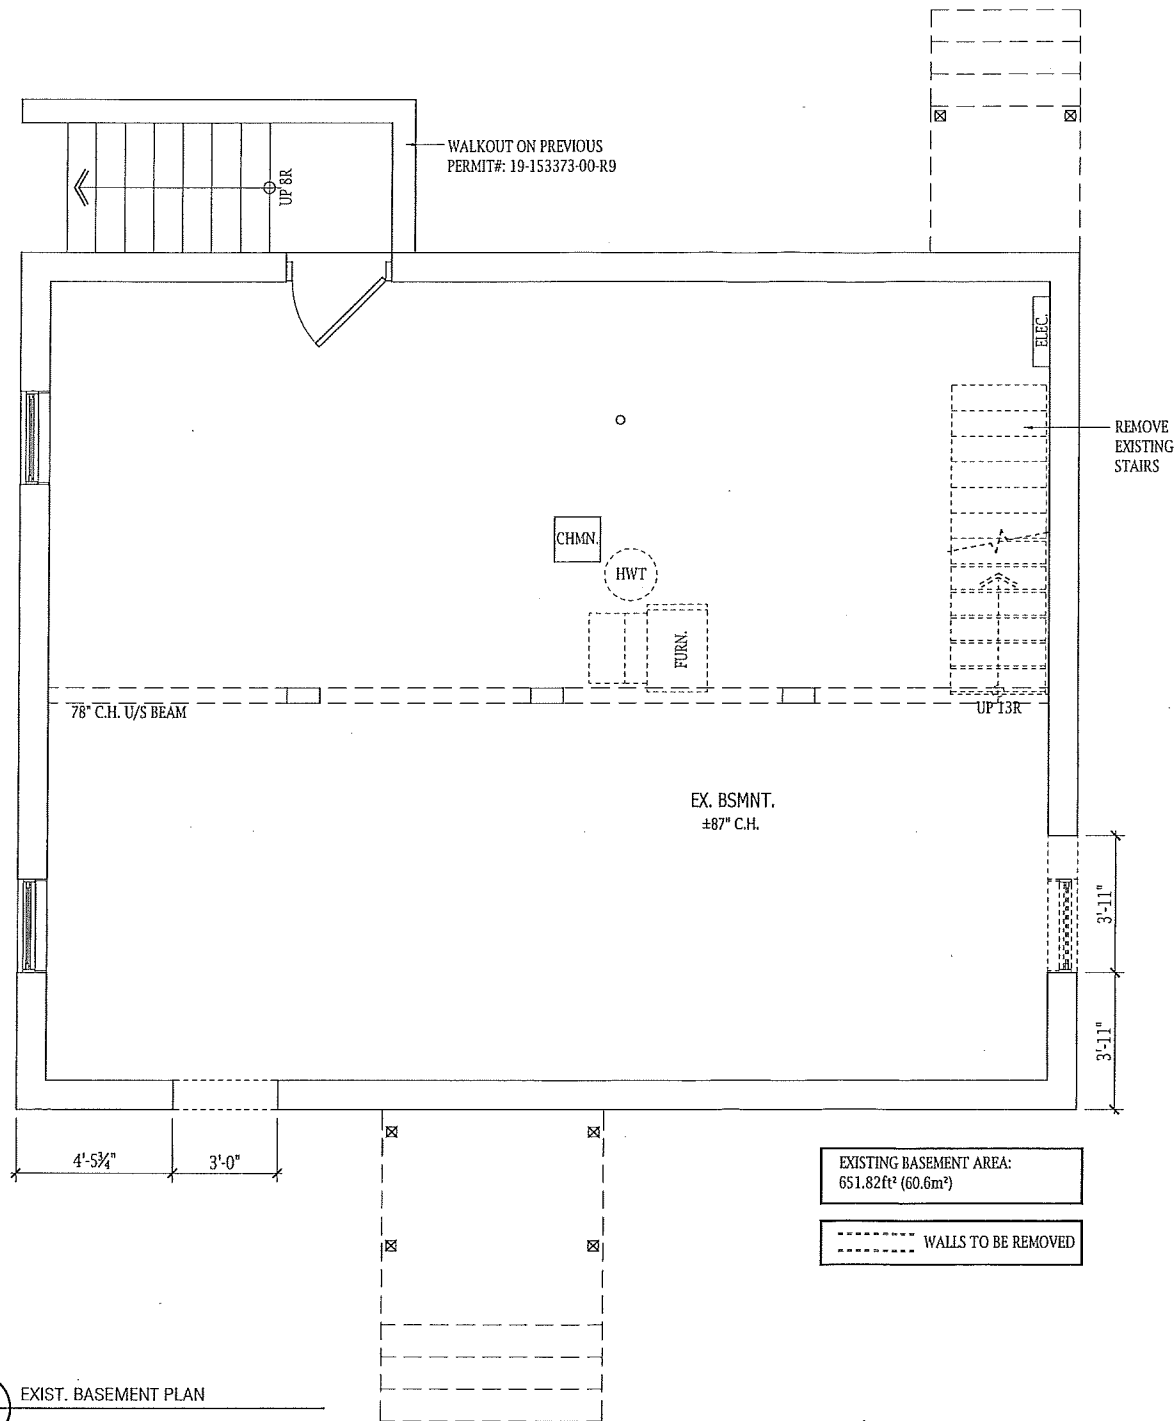 WALKOUT ON PREVIOUS
PERMIT#: 19-153373-00-R9
UP 8R
ELEC.
REMOVE
EXISTING
STAIRS
CHMN.
HWT
FURN.
78" C.H. U/S BEAM
UP 13R
EX. BSMNT.
±87" C.H.
3'-11"
3'-11"
4'-5¾"
3'-0"
EXISTING BASEMENT AREA:
651.82ft² (60.6m²)
WALLS TO BE REMOVED
EXIST. BASEMENT PLAN